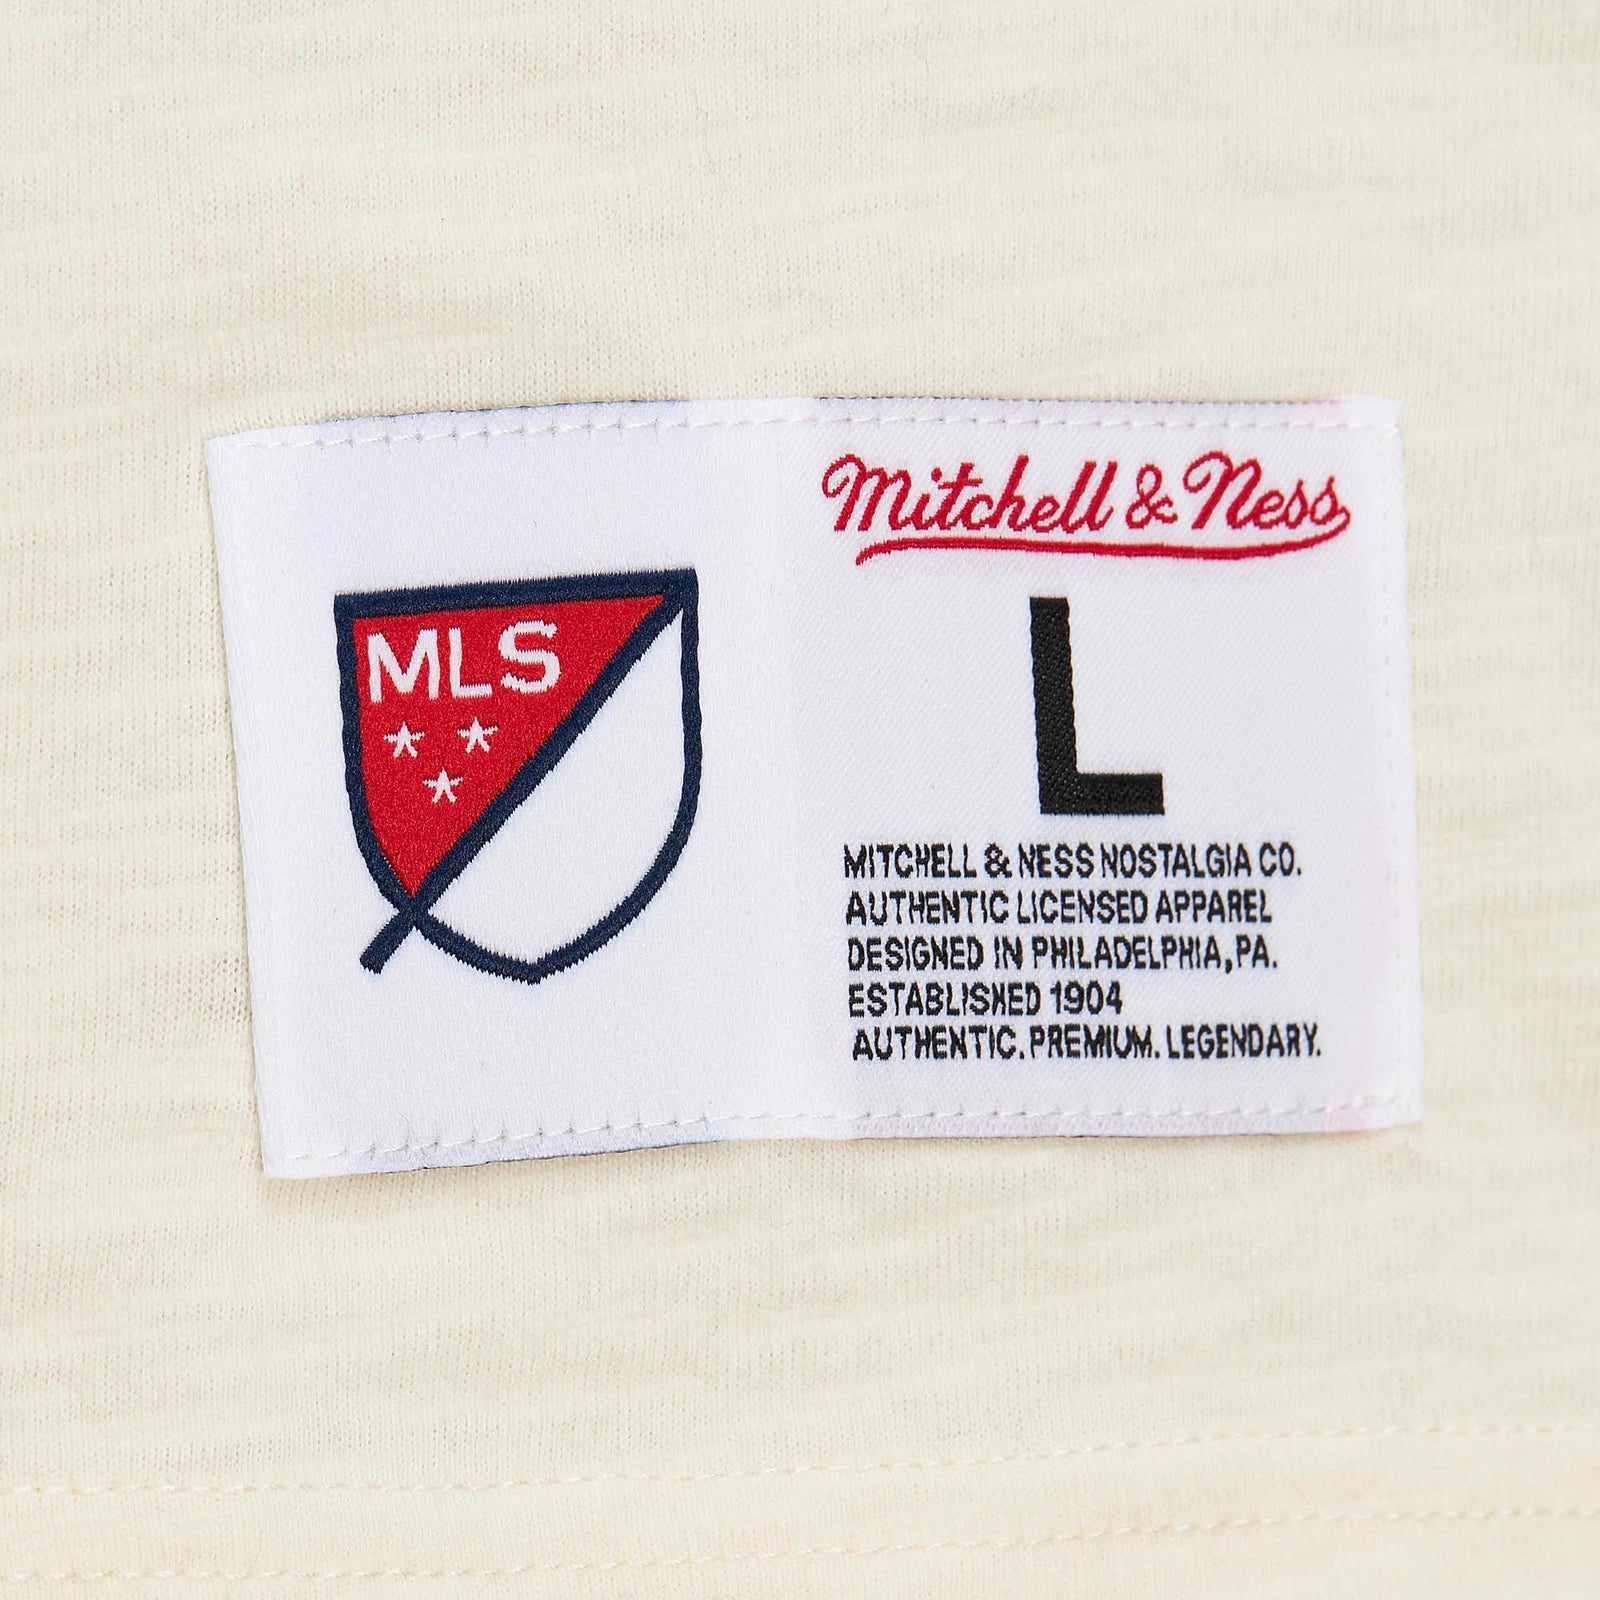 MLS
Mitchell & Ness
L
MITCHELL & NESS NOSTALGIA CO.
AUTHENTIC LICENSED APPAREL
DESIGNED IN PHILADELPHIA, PA.
ESTABLISHED 1904
AUTHENTIC. PREMIUM. LEGENDARY.